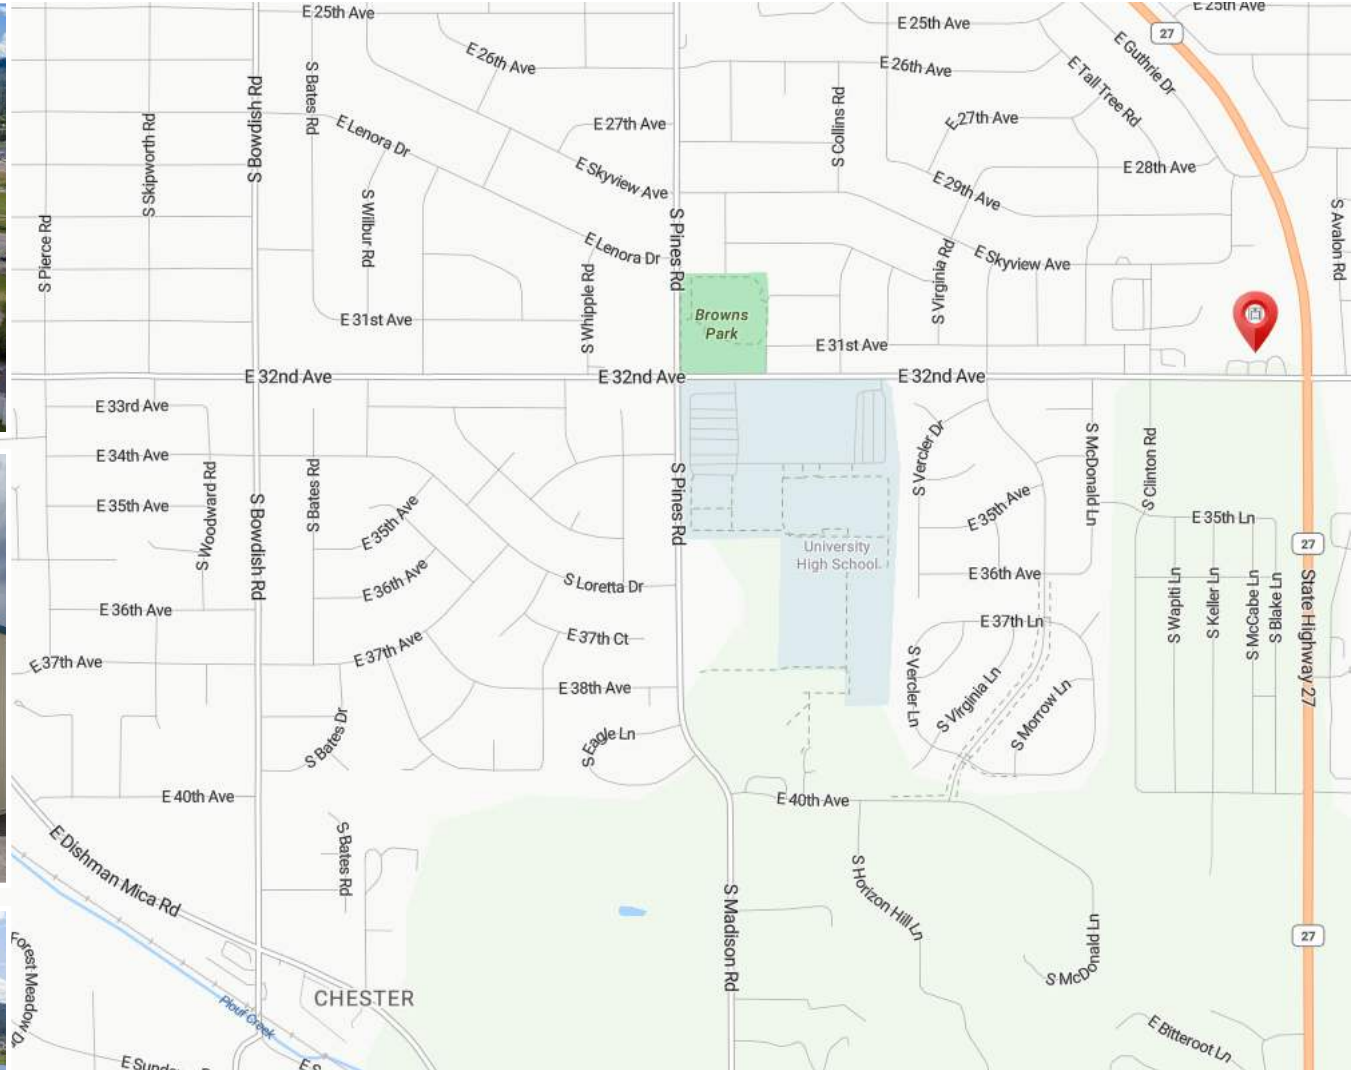 E 25th Ave
E 25th Ave
E 25th Ave
27
E 26th Ave
E 26th Ave
E Guthrie Dr
E Tall Tree Rd
S Bates Rd
S Bowdish Rd
S Skipworth Rd
S Collins Rd
E Lenora Dr
E 27th Ave
E 27th Ave
E 28th Ave
E Skyview Ave
E 29th Ave
S Pierce Rd
S Wilbur Rd
E Lenora Dr
S Pines Rd
S Whipple Rd
S Virginia Rd
E Skyview Ave
S Avalon Rd
Browns
Park
E 31st Ave
E 31st Ave
E 32nd Ave
E 32nd Ave
E 32nd Ave
E 33rd Ave
E 34th Ave
E 35th Ave
S Woodward Rd
S Bowdish Rd
S Bates Rd
E 35th Ave
S Pines Rd
S Vercler Dr
E 35th Ave
S McDonald Ln
S Clinton Rd
E 35th Ln
University
High School
27
E 36th Ave
E 36th Ave
S Loretta Dr
E 36th Ave
S Wapiti Ln
S Keller Ln
S McCabe Ln
S Blake Ln
State Highway 27
E 37th Ave
E 37th Ave
E 37th Ct
E 37th Ln
E 38th Ave
S Vercler Ln
S Virginia Ln
S Morrow Ln
S Bates Dr
S Eagle Ln
E 40th Ave
E 40th Ave
E Dishman Mica Rd
S Bates Rd
S Madison Rd
S Horizon Hill Ln
S McDonald Ln
27
Forest Meadow Dr
CHESTER
Plouf Creek
E Bitteroot Ln